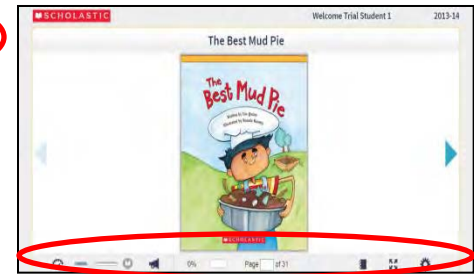 SCHOLASTIC
Welcome Trial Student 1
2013-14
The Best Mud Pie
The
Best Mud Pie
SCHOLASTIC
0%
Page
of 31